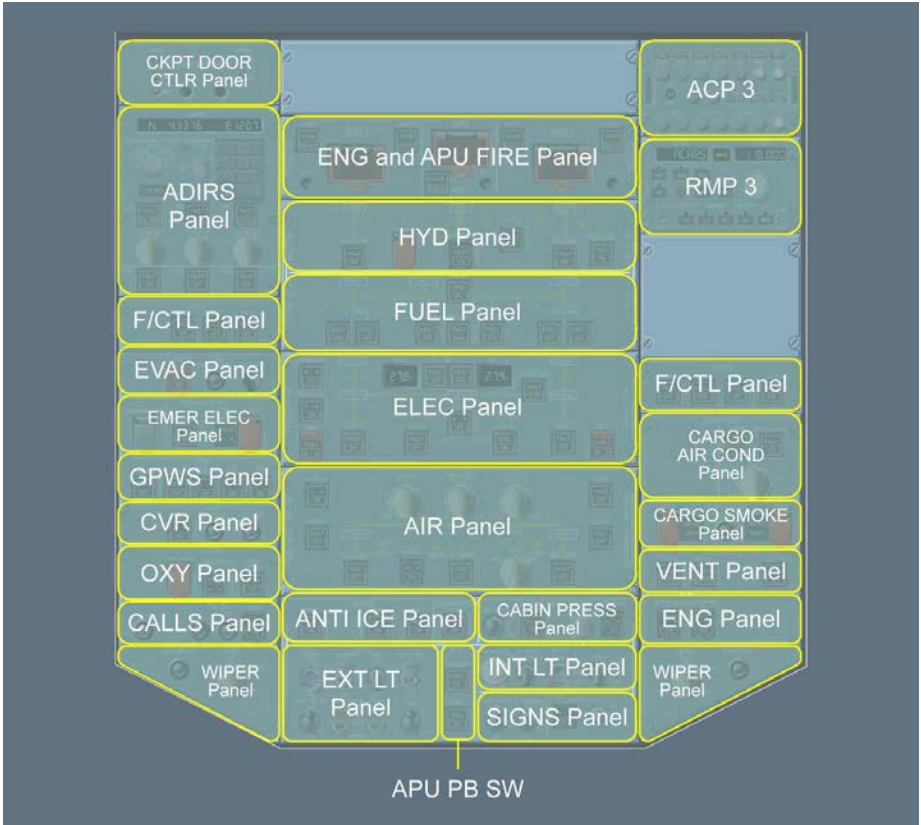 CKPT DOOR
CTLR Panel
ADIRS
Panel
F/CTL Panel
EVAC Panel
EMER ELEC
Panel
GPWS Panel
CVR Panel
OXY Panel
CALLS Panel
WIPER
Panel
ENG and APU FIRE Panel
HYD Panel
FUEL Panel
ELEC Panel
AIR Panel
ANTI ICE Panel
CABIN PRESS
Panel
EXT LT
Panel
INT LT Panel
SIGNS Panel
APU PB SW
ACP 3
RMP 3
F/CTL Panel
CARGO
AIR COND
Panel
CARGO SMOKE
Panel
VENT Panel
ENG Panel
WIPER
Panel